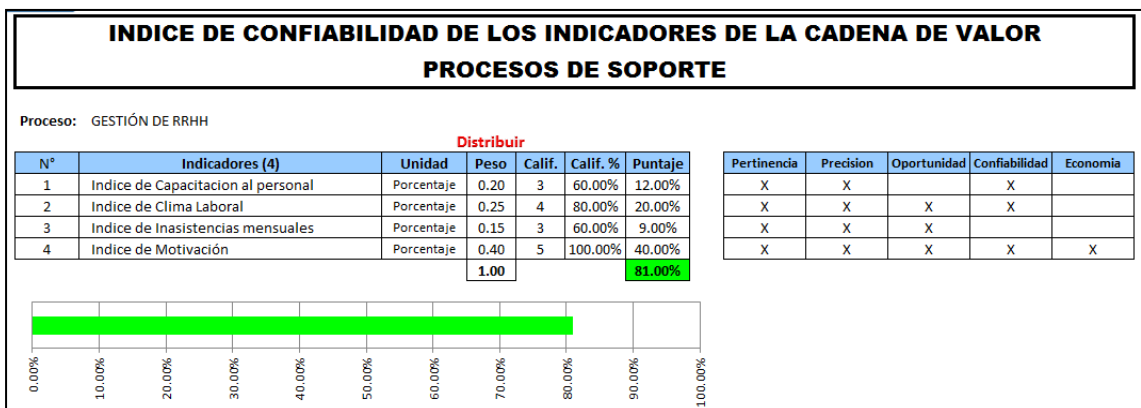 INDICE DE CONFIABILIDAD DE LOS INDICADORES DE LA CADENA DE VALOR
PROCESOS DE SOPORTE
Proceso: GESTIÓN DE RRHH
Distribuir
N° Indicadores (4) Unidad Peso Calif. Calif. % Puntaje Pertinencia Precision Oportunidad Confiabilidad Economia
1 Indice de Capacitacion al personal Porcentaje 0.20 3 60.00% 12.00% X X X
2 Indice de Clima Laboral Porcentaje 0.25 4 80.00% 20.00% X X X X
3 Indice de Inasistencias mensuales Porcentaje 0.15 3 60.00% 9.00% X X X
4 Indice de Motivación Porcentaje 0.40 5 100.00% 40.00% X X X X X
1.00 81.00%
0.00% 10.00% 20.00% 30.00% 40.00% 50.00% 60.00% 70.00% 80.00% 90.00% 100.00%